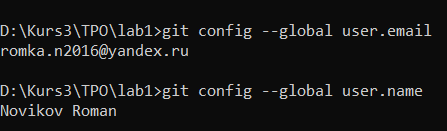 D:\Kurs3\TPO\lab1>git config --global user.email
romka.n2016@yandex.ru
D:\Kurs3\TPO\lab1>git config --global user.name
Novikov Roman